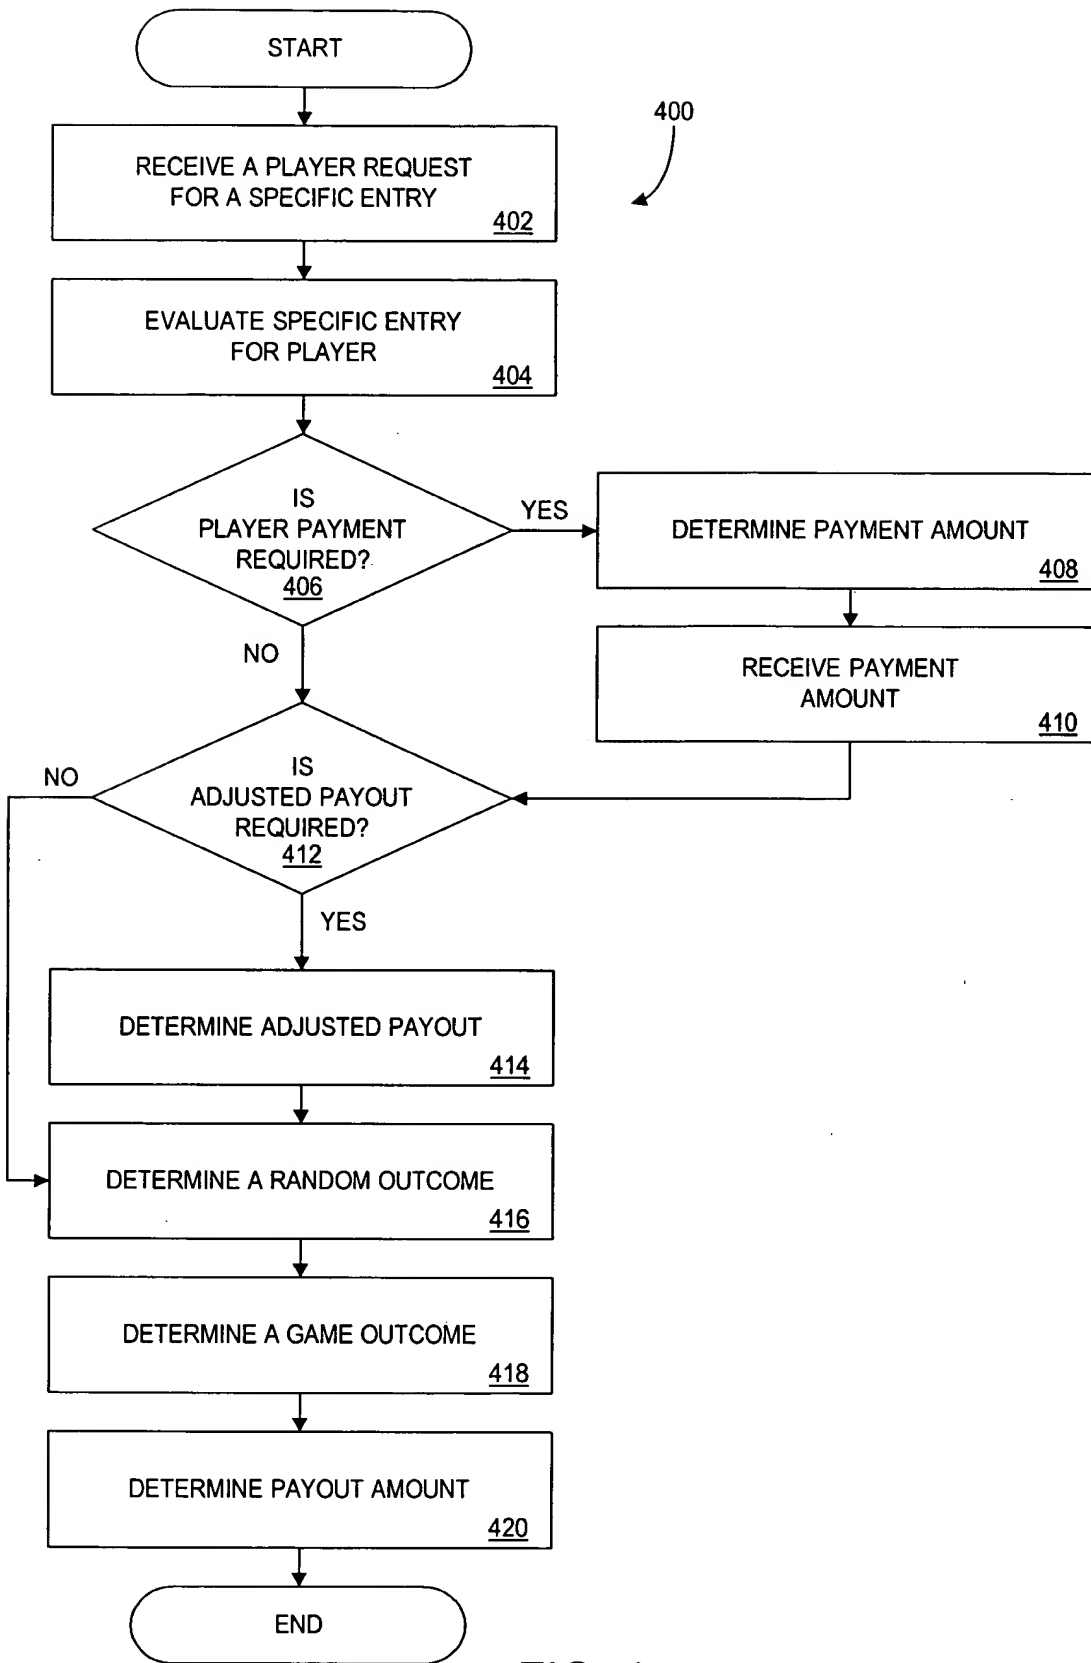 START
400
RECEIVE A PLAYER REQUEST
FOR A SPECIFIC ENTRY
402
EVALUATE SPECIFIC ENTRY
FOR PLAYER
404
IS
PLAYER PAYMENT
REQUIRED?
406
YES
DETERMINE PAYMENT AMOUNT
408
NO
RECEIVE PAYMENT
AMOUNT
410
NO
IS
ADJUSTED PAYOUT
REQUIRED?
412
YES
DETERMINE ADJUSTED PAYOUT
414
DETERMINE A RANDOM OUTCOME
416
DETERMINE A GAME OUTCOME
418
DETERMINE PAYOUT AMOUNT
420
END